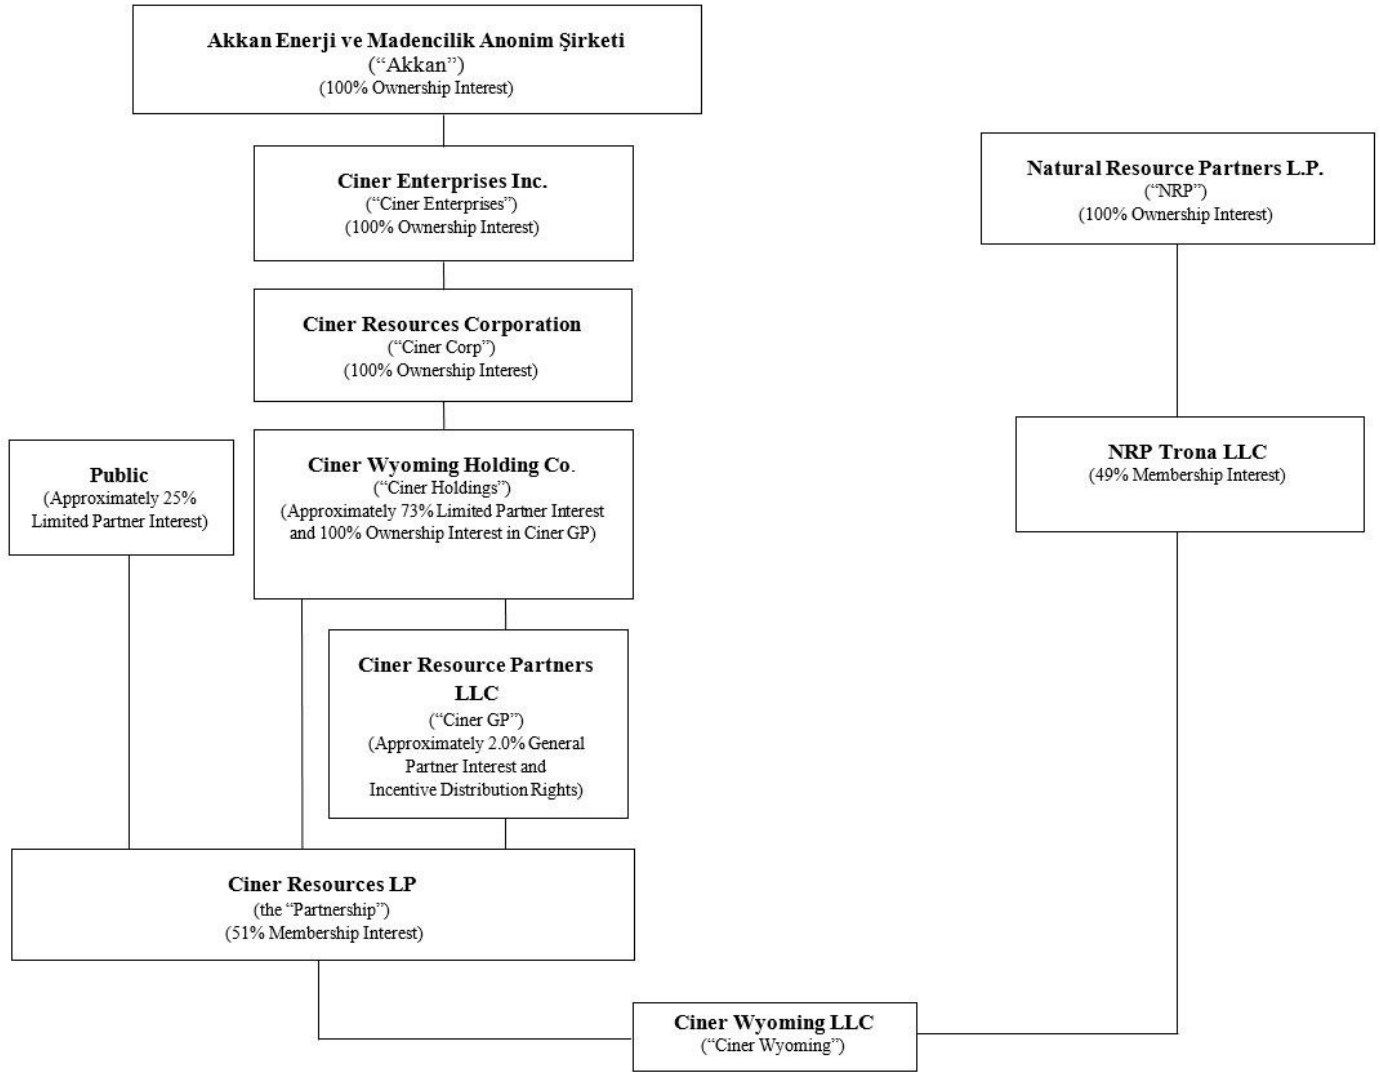 Akkan Enerji ve Madencilik Anonim Şirketi
(“Akkan”)
(100% Ownership Interest)
Ciner Enterprises Inc.
(“Ciner Enterprises”)
(100% Ownership Interest)
Natural Resource Partners L.P.
(“NRP”)
(100% Ownership Interest)
Ciner Resources Corporation
(“Ciner Corp”)
(100% Ownership Interest)
Public
(Approximately 25%
Limited Partner Interest)
Ciner Wyoming Holding Co.
(“Ciner Holdings”)
(Approximately 73% Limited Partner Interest
and 100% Ownership Interest in Ciner GP)
NRP Trona LLC
(49% Membership Interest)
Ciner Resource Partners
LLC
(“Ciner GP”)
(Approximately 2.0% General
Partner Interest and
Incentive Distribution Rights)
Ciner Resources LP
(the “Partnership”)
(51% Membership Interest)
Ciner Wyoming LLC
(“Ciner Wyoming”)